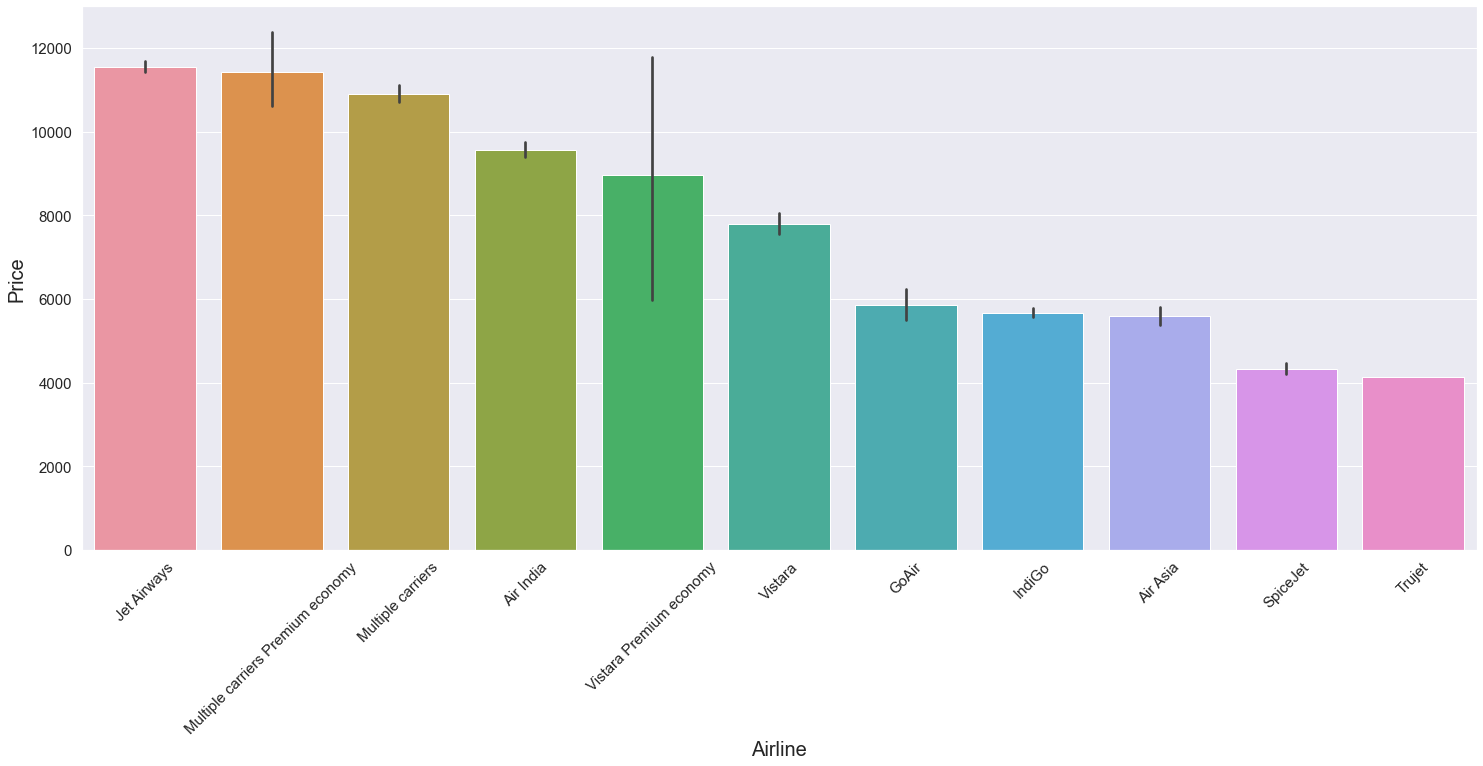 12000
10000
8000
6000
4000
2000
0
Price
Jet Airways
Multiple carriers Premium economy
Multiple carriers
Air India
Vistara Premium economy
Vistara
GoAir
IndiGo
Air Asia
SpiceJet
Trujet
Airline